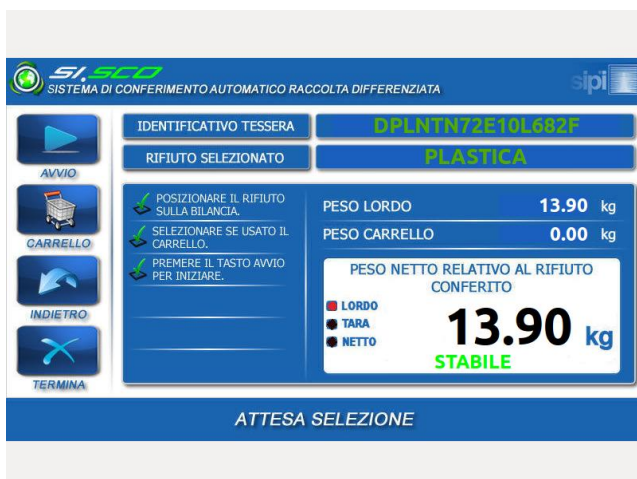 SI.SCO
SISTEMA DI CONFERIMENTO AUTOMATICO RACCOLTA DIFFERENZIATA
sipi
IDENTIFICATIVO TESSERA
DPLNTN72E10L682F
RIFIUTO SELEZIONATO
PLASTICA
AVVIO
CARRELLO
INDIETRO
TERMINA
POSIZIONARE IL RIFIUTO
SULLA BILANCIA.
SELEZIONARE SE USATO IL
CARRELLO.
PREMERE IL TASTO AVVIO
PER INIZIARE.
PESO LORDO 13.90 kg
PESO CARRELLO 0.00 kg
PESO NETTO RELATIVO AL RIFIUTO
CONFERITO
LORDO
TARA
NETTO
13.90 kg
STABILE
ATTESA SELEZIONE